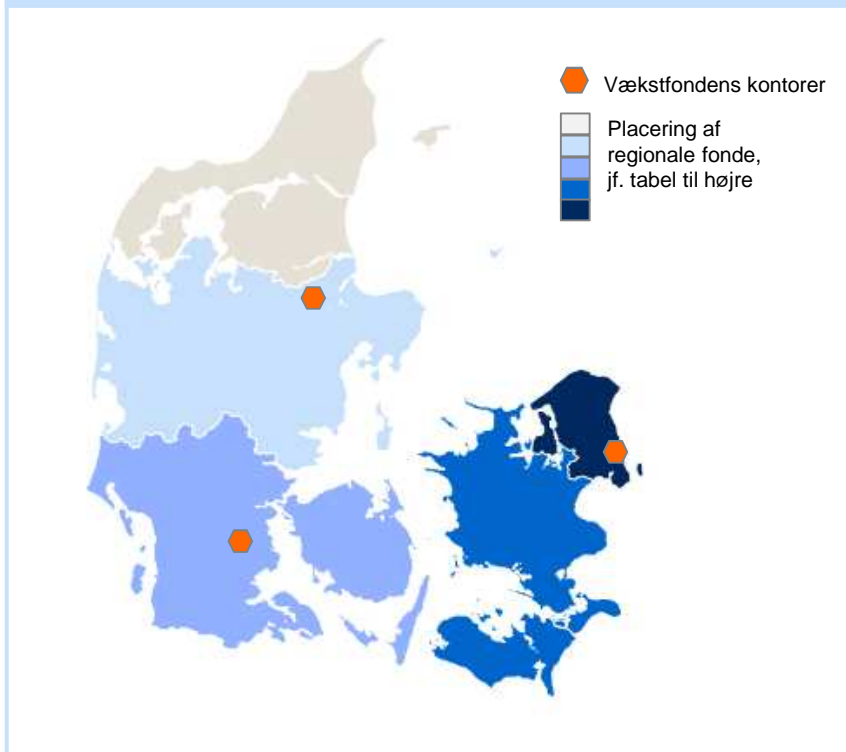 Vækstfondens kontorer
Placering af
regionale fonde,
jf. tabel til højre